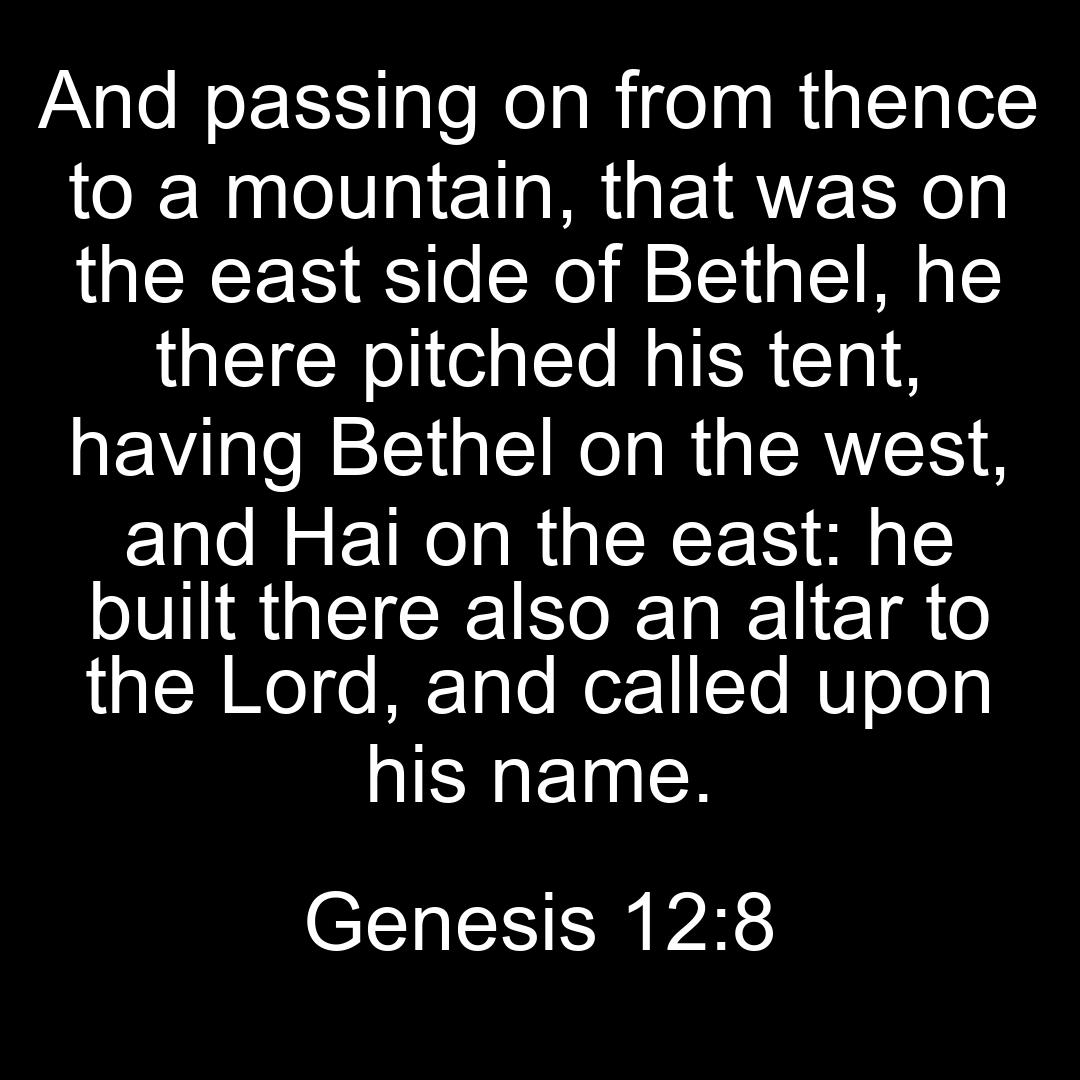 And passing on from thence
to a mountain, that was on
the east side of Bethel, he
there pitched his tent,
having Bethel on the west,
and Hai on the east: he
built there also an altar to
the Lord, and called upon
his name.
Genesis 12:8